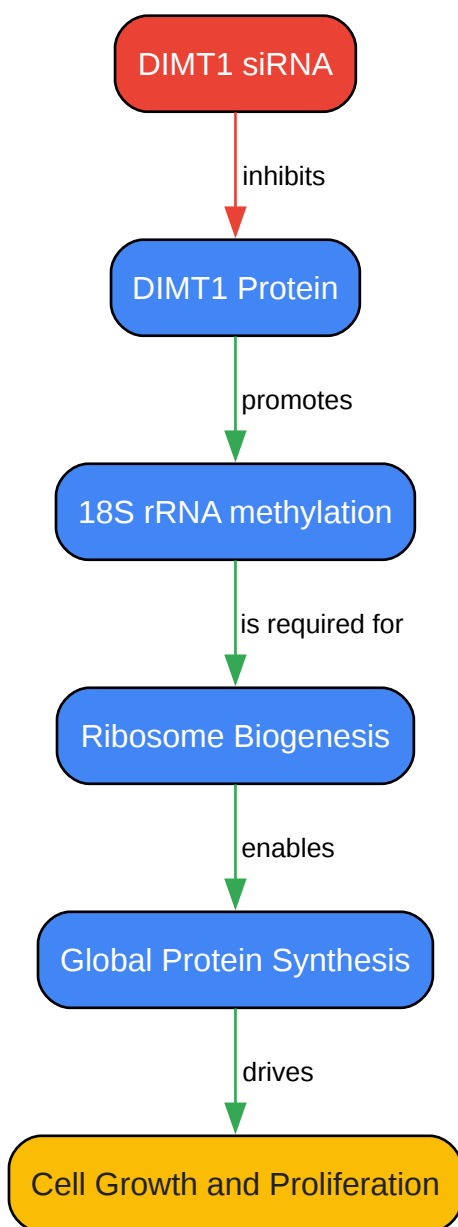 DIMT1 siRNA
inhibits
DIMT1 Protein
promotes
18S rRNA methylation
is required for
Ribosome Biogenesis
enables
Global Protein Synthesis
drives
Cell Growth and Proliferation